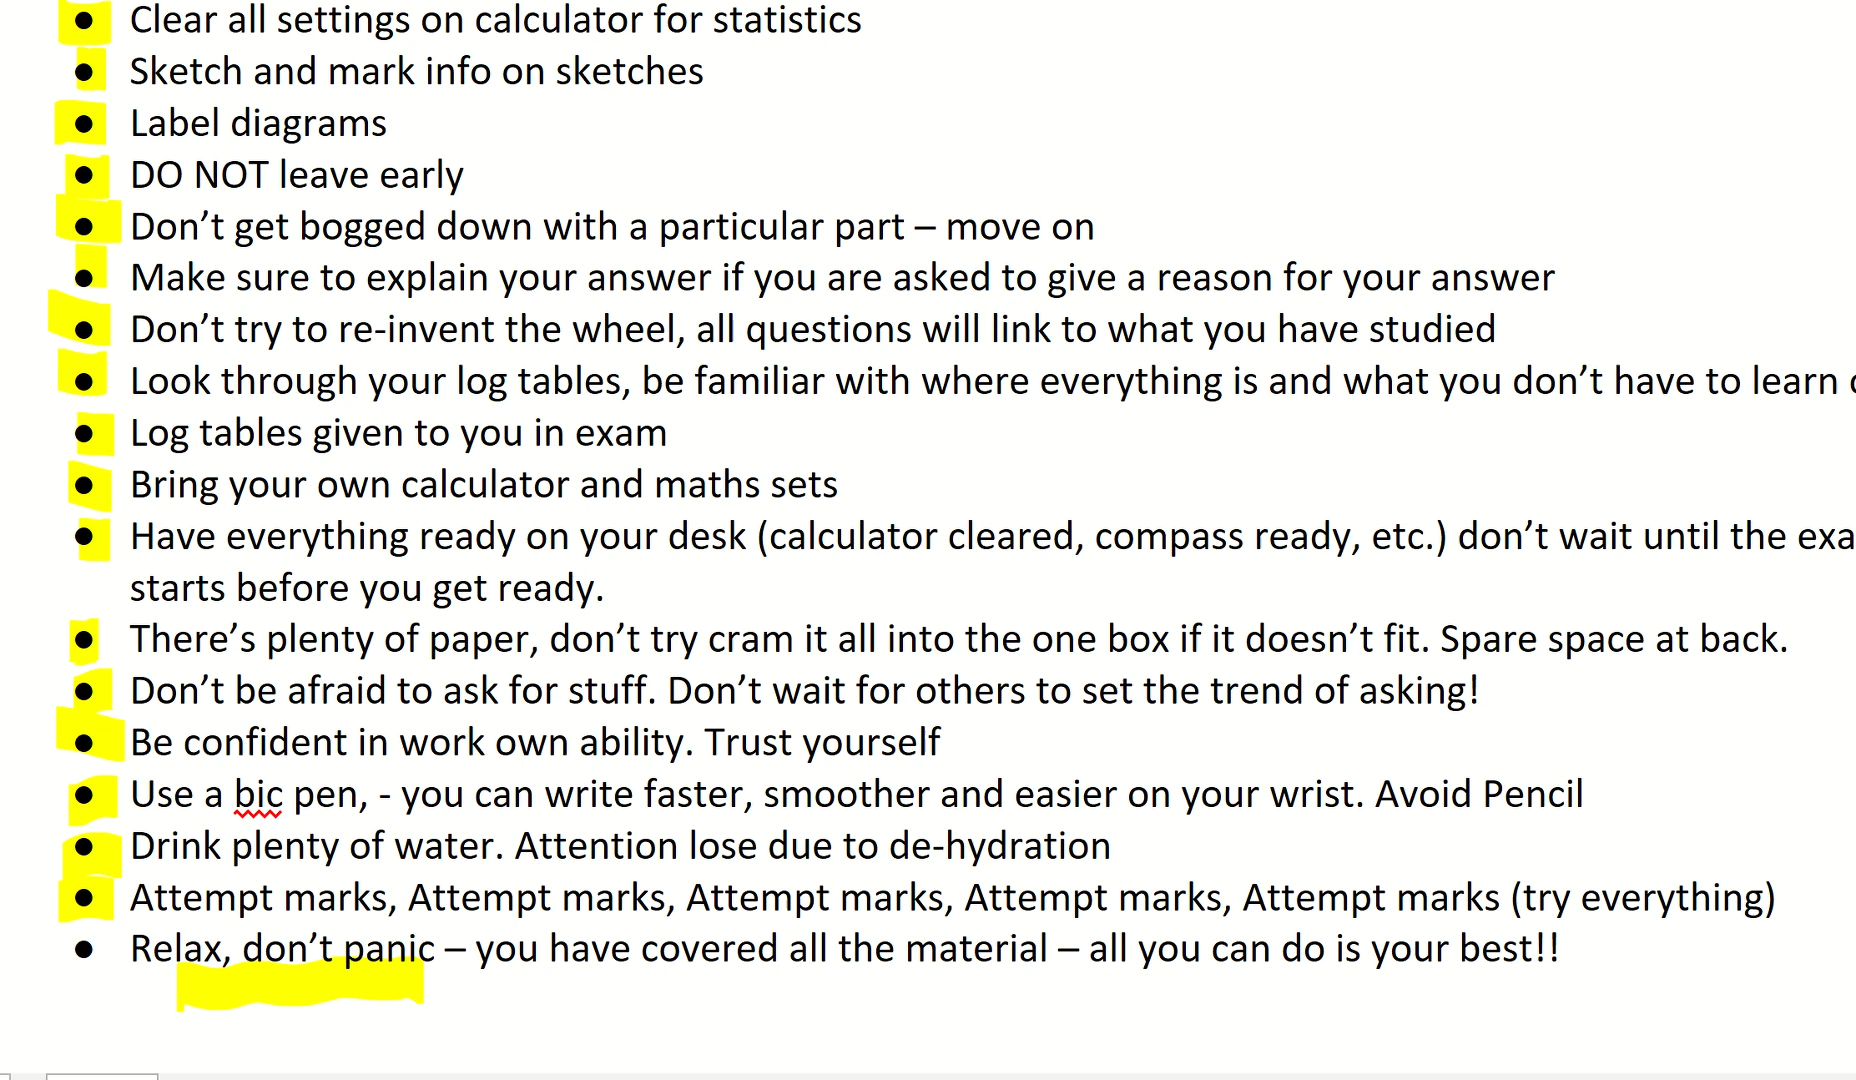 • Clear all settings on calculator for statistics
• Sketch and mark info on sketches
• Label diagrams
• DO NOT leave early
• Don’t get bogged down with a particular part – move on
• Make sure to explain your answer if you are asked to give a reason for your answer
• Don’t try to re-invent the wheel, all questions will link to what you have studied
• Look through your log tables, be familiar with where everything is and what you don’t have to learn
• Log tables given to you in exam
• Bring your own calculator and maths sets
• Have everything ready on your desk (calculator cleared, compass ready, etc.) don’t wait until the exa
starts before you get ready.
• There’s plenty of paper, don’t try cram it all into the one box if it doesn’t fit. Spare space at back.
• Don’t be afraid to ask for stuff. Don’t wait for others to set the trend of asking!
• Be confident in work own ability. Trust yourself
• Use a bic pen, - you can write faster, smoother and easier on your wrist. Avoid Pencil
• Drink plenty of water. Attention lose due to de-hydration
• Attempt marks, Attempt marks, Attempt marks, Attempt marks, Attempt marks (try everything)
• Relax, don’t panic – you have covered all the material – all you can do is your best!!